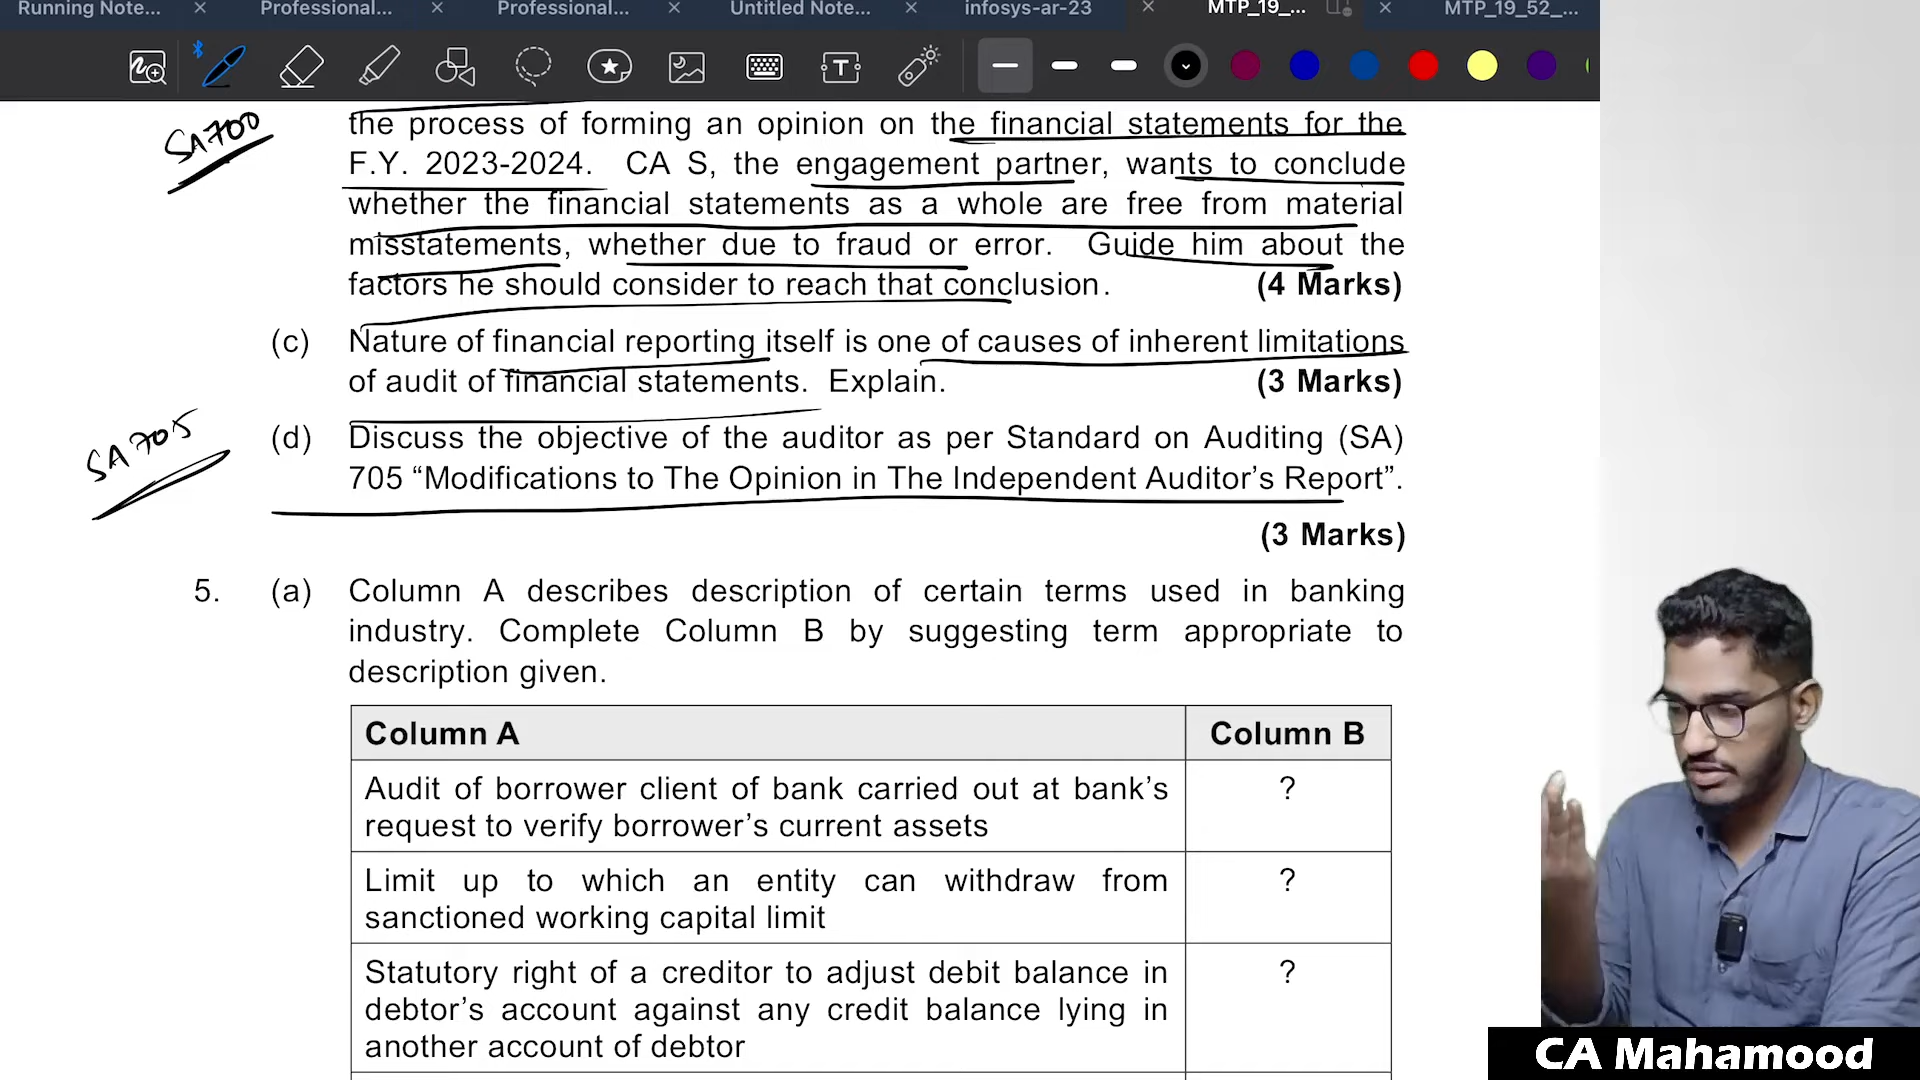 Running Note... × Professional... × Professional... × Untitled Note... × infosys-ar-23 × MTP_19_... × MTP_19_52_...
SA700
the process of forming an opinion on the financial statements for the
F.Y. 2023-2024. CA S, the engagement partner, wants to conclude
whether the financial statements as a whole are free from material
misstatements, whether due to fraud or error. Guide him about the
factors he should consider to reach that conclusion. (4 Marks)
(c) Nature of financial reporting itself is one of causes of inherent limitations
of audit of financial statements. Explain. (3 Marks)
SA705
(d) Discuss the objective of the auditor as per Standard on Auditing (SA)
705 “Modifications to The Opinion in The Independent Auditor’s Report”.
(3 Marks)
5. (a) Column A describes description of certain terms used in banking
industry. Complete Column B by suggesting term appropriate to
description given.
Column A Column B
Audit of borrower client of bank carried out at bank’s ?
request to verify borrower’s current assets
Limit up to which an entity can withdraw from ?
sanctioned working capital limit
Statutory right of a creditor to adjust debit balance in ?
debtor’s account against any credit balance lying in
another account of debtor
CA Mahamood